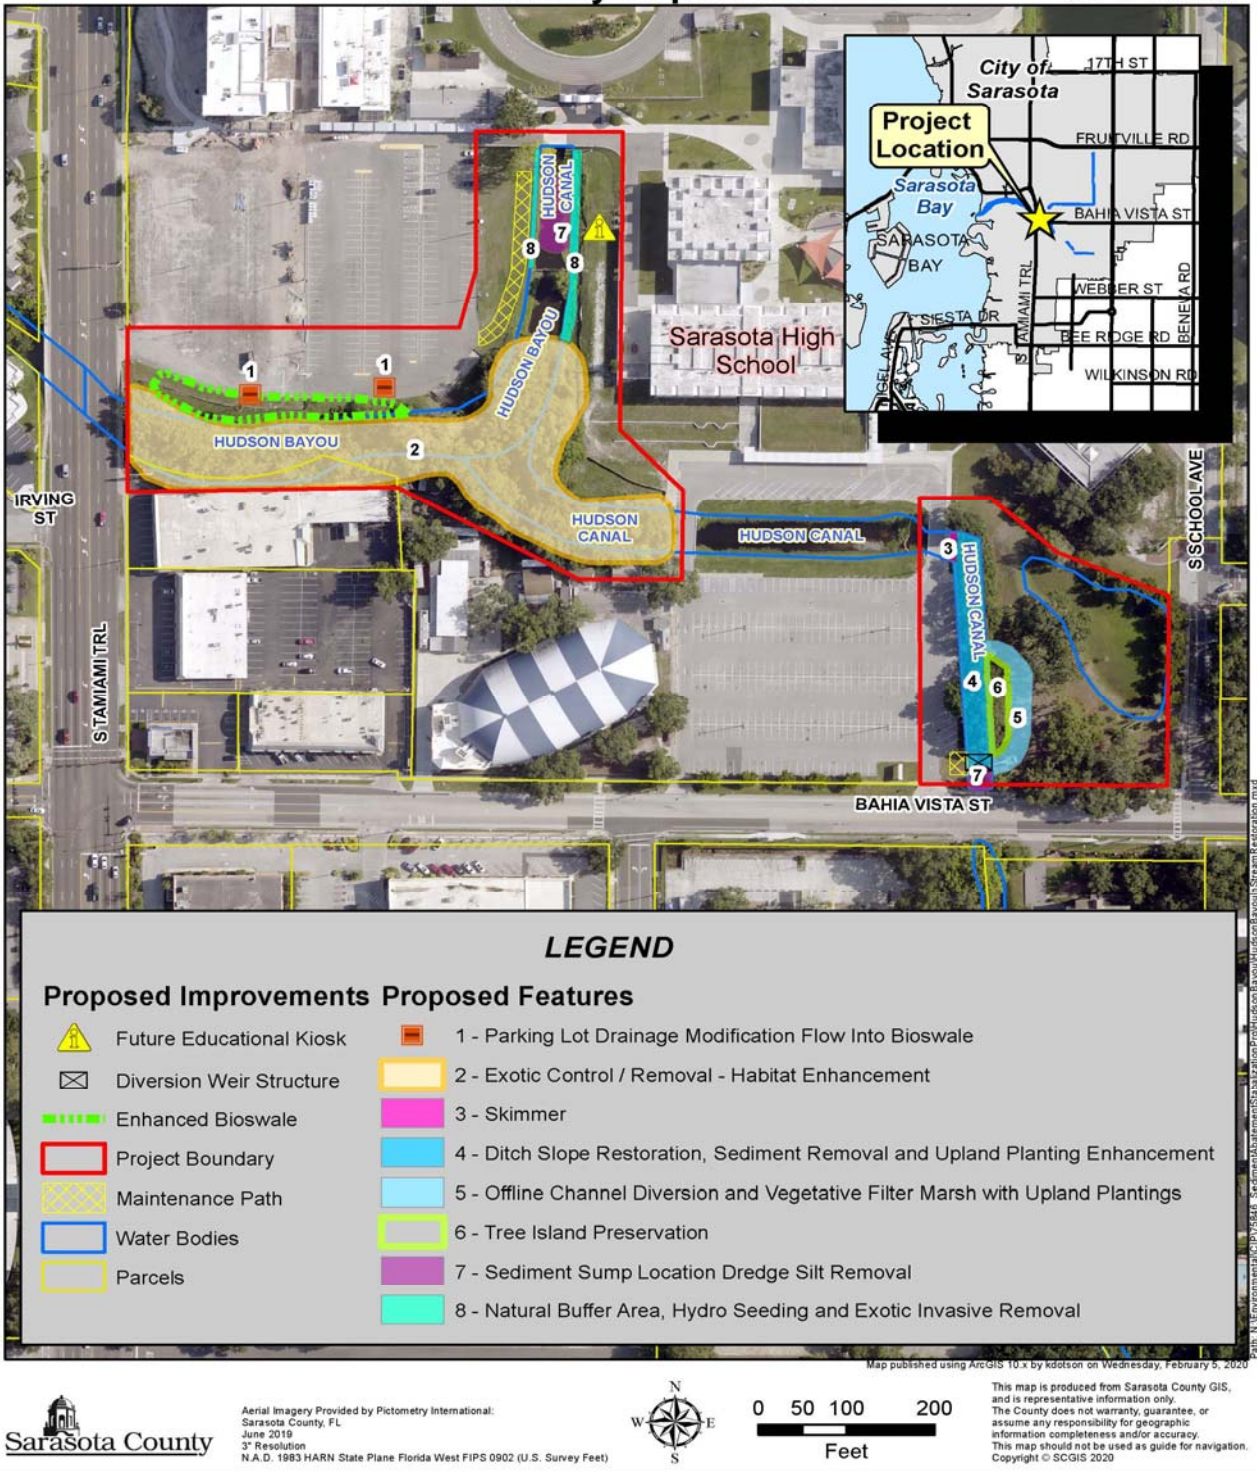 City of
Sarasota
17TH ST
Project
Location
FRUITVILLE RD
Sarasota
Bay
BAHIA VISTA ST
SARASOTA
BAY
S TAMIAMI TRL
WEBBER ST
BENEVA RD
SIESTA DR
BEE RIDGE RD
WILKINSON RD
HUDSON
CANAL
7
8
8
HUDSON BAYOU
Sarasota High
School
1
1
HUDSON BAYOU
2
IRVING
ST
HUDSON
CANAL
HUDSON CANAL
3
HUDSON CANAL
S SCHOOL AVE
S TAMIAMI TRL
4
6
5
7
BAHIA VISTA ST
LEGEND
Proposed Improvements
Future Educational Kiosk
Diversion Weir Structure
Enhanced Bioswale
Project Boundary
Maintenance Path
Water Bodies
Parcels
Proposed Features
1 - Parking Lot Drainage Modification Flow Into Bioswale
2 - Exotic Control / Removal - Habitat Enhancement
3 - Skimmer
4 - Ditch Slope Restoration, Sediment Removal and Upland Planting Enhancement
5 - Offline Channel Diversion and Vegetative Filter Marsh with Upland Plantings
6 - Tree Island Preservation
7 - Sediment Sump Location Dredge Silt Removal
8 - Natural Buffer Area, Hydro Seeding and Exotic Invasive Removal
Map published using ArcGIS 10.x by kdotson on Wednesday, February 5, 2020
Sarasota County
Aerial Imagery Provided by Pictometry International:
Sarasota County, FL
June 2019
3" Resolution
N.A.D. 1983 HARN State Plane Florida West FIPS 0902 (U.S. Survey Feet)
N
W
E
S
0 50 100 200
Feet
This map is produced from Sarasota County GIS,
and is representative information only.
The County does not warranty, guarantee, or
assume any responsibility for geographic
information completeness and/or accuracy.
This map should not be used as guide for navigation.
Copyright © SCGIS 2020